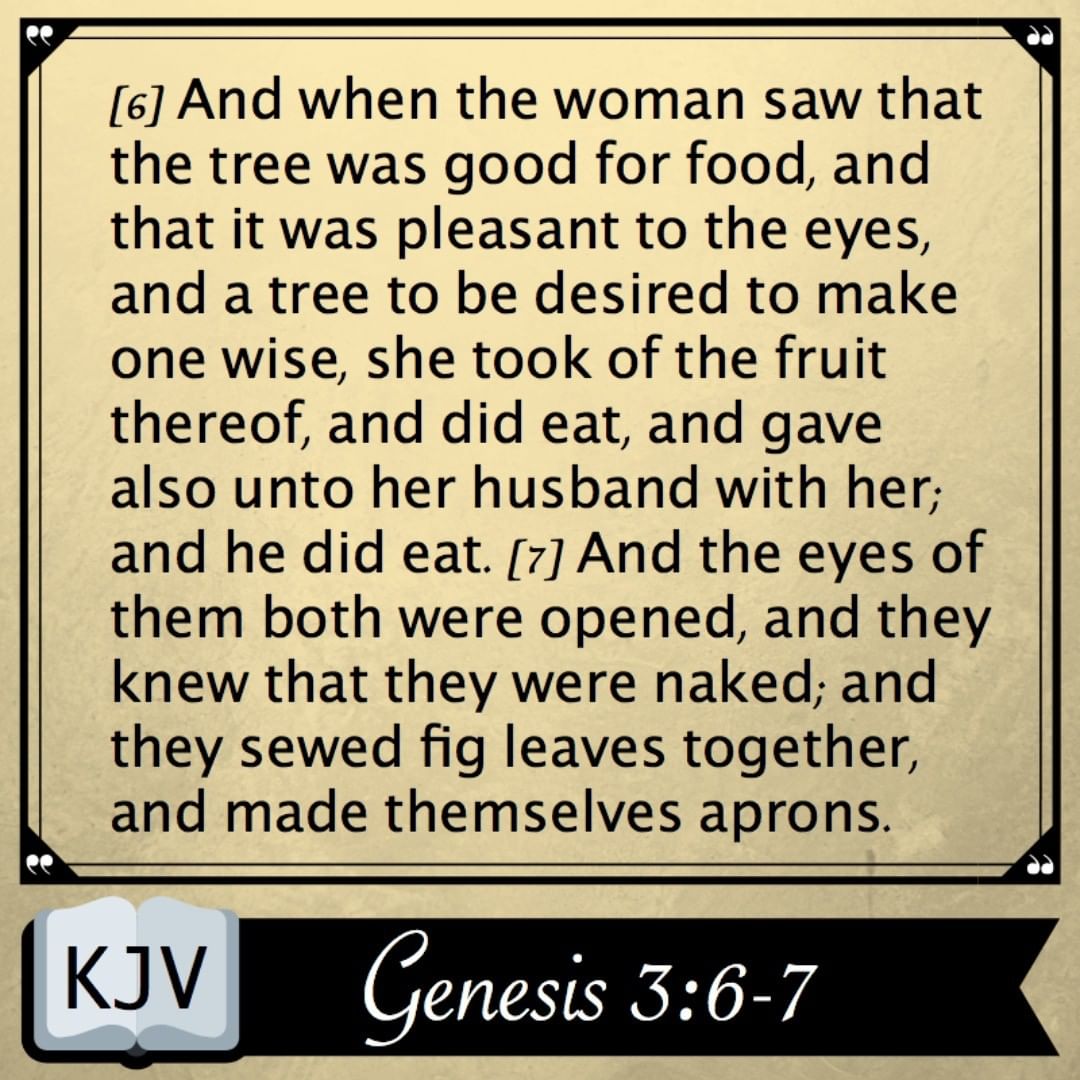 [6] And when the woman saw that
the tree was good for food, and
that it was pleasant to the eyes,
and a tree to be desired to make
one wise, she took of the fruit
thereof, and did eat, and gave
also unto her husband with her;
and he did eat. [7] And the eyes of
them both were opened, and they
knew that they were naked; and
they sewed fig leaves together,
and made themselves aprons.
KJV
Genesis 3:6-7